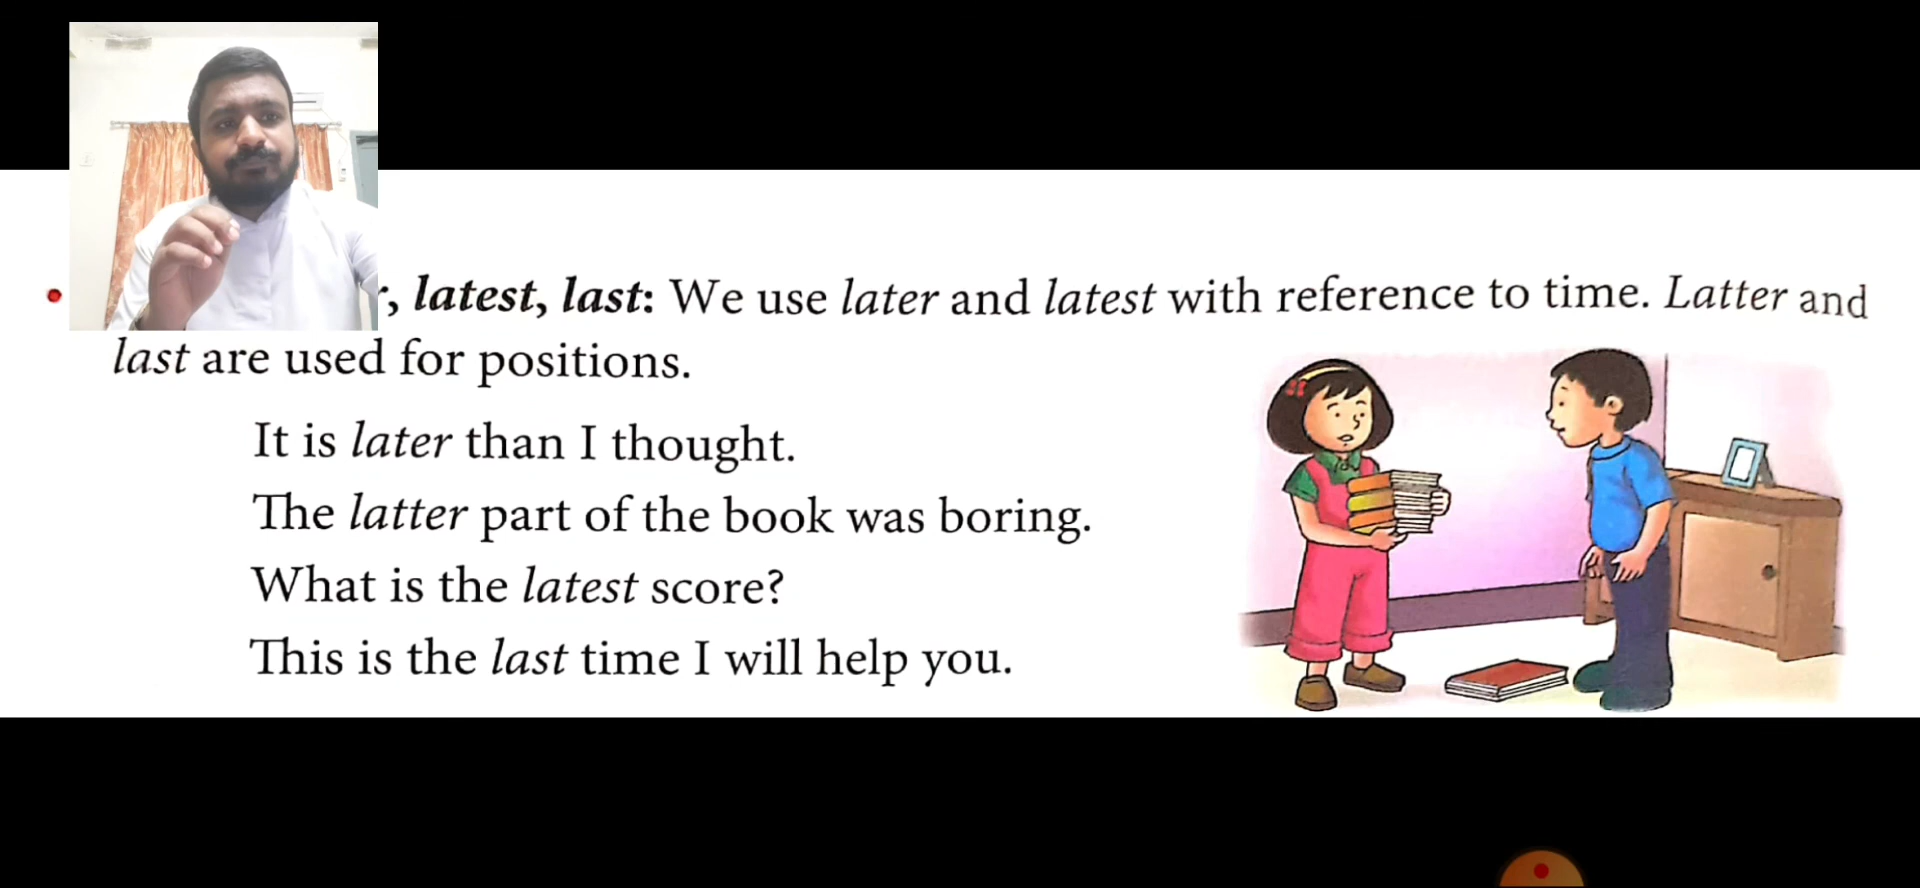 , latest, last: We use later and latest with reference to time. Latter and
last are used for positions.
It is later than I thought.
The latter part of the book was boring.
What is the latest score?
This is the last time I will help you.